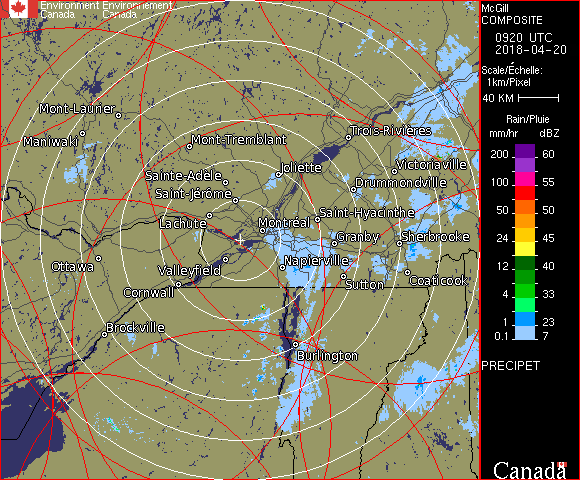 Environment Environnement
Canada Canada
McGill
COMPOSITE
0920 UTC
2018-04-20
Scale/Échelle:
1km/Pixel
40 KM
Rain/Pluie
mm/hr dBZ
200 60
100 55
50 50
24 45
12 40
4 33
1 23
0.1 7
PRECIPET
Canada
Mont-Laurier
Maniwaki
Mont-Tremblant
Trois-Rivières
Sainte-Adèle
Joliette
Victoriaville
Saint-Jérôme
Drummondville
Lachute
Montréal
Saint-Hyacinthe
Granby
Sherbrooke
Ottawa
Valleyfield
Napierville
Cornwall
Sutton
Coaticook
Brockville
Burlington